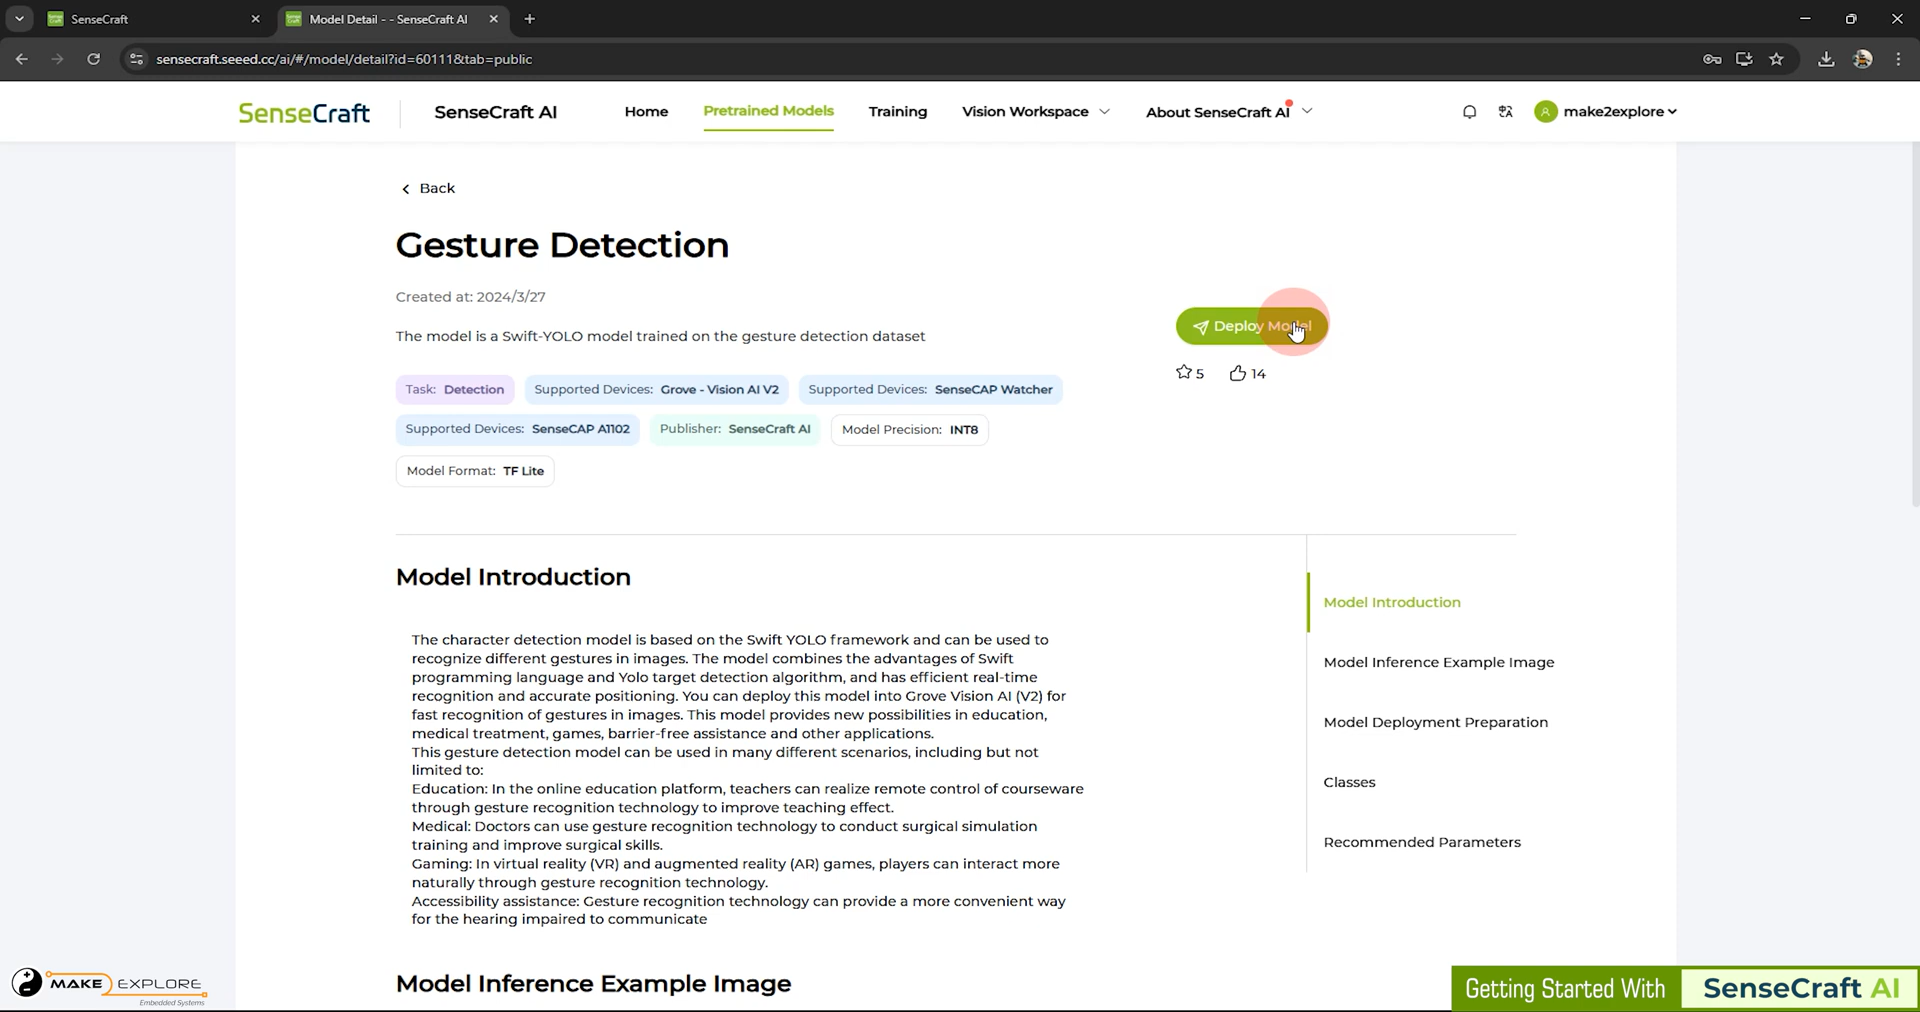 SenseCraft
Model Detail - - SenseCraft AI
sensecraft.seeed.cc/ai/#/model/detail?id=60111&tab=public
SenseCraft
SenseCraft AI
Home
Pretrained Models
Training
Vision Workspace
About SenseCraft AI
make2explore
Back
Gesture Detection
Created at: 2024/3/27
The model is a Swift-YOLO model trained on the gesture detection dataset
Deploy Model
5
14
Task: Detection
Supported Devices: Grove - Vision AI V2
Supported Devices: SenseCAP Watcher
Supported Devices: SenseCAP A1102
Publisher: SenseCraft AI
Model Precision: INT8
Model Format: TF Lite
Model Introduction
The character detection model is based on the Swift YOLO framework and can be used to
recognize different gestures in images. The model combines the advantages of Swift
programming language and Yolo target detection algorithm, and has efficient real-time
recognition and accurate positioning. You can deploy this model into Grove Vision AI (V2) for
fast recognition of gestures in images. This model provides new possibilities in education,
medical treatment, games, barrier-free assistance and other applications.
This gesture detection model can be used in many different scenarios, including but not
limited to:
Education: In the online education platform, teachers can realize remote control of courseware
through gesture recognition technology to improve teaching effect.
Medical: Doctors can use gesture recognition technology to conduct surgical simulation
training and improve surgical skills.
Gaming: In virtual reality (VR) and augmented reality (AR) games, players can interact more
naturally through gesture recognition technology.
Accessibility assistance: Gesture recognition technology can provide a more convenient way
for the hearing impaired to communicate
Model Inference Example Image
Model Introduction
Model Inference Example Image
Model Deployment Preparation
Classes
Recommended Parameters
MAKE EXPLORE
Embedded Systems
Getting Started With
SenseCraft AI